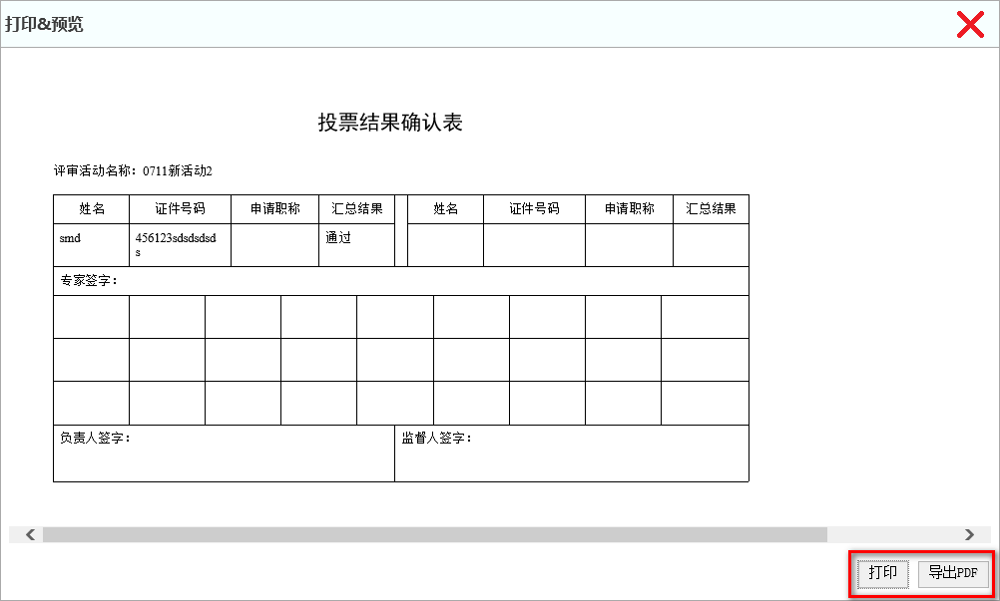 打印&预览
投票结果确认表
评审活动名称：0711新活动2
姓名 证件号码 申请职称 汇总结果 姓名 证件号码 申请职称 汇总结果
smd 456123sdsdsdsd 通过
s
专家签字：
负责人签字： 监督人签字：
打印 导出PDF